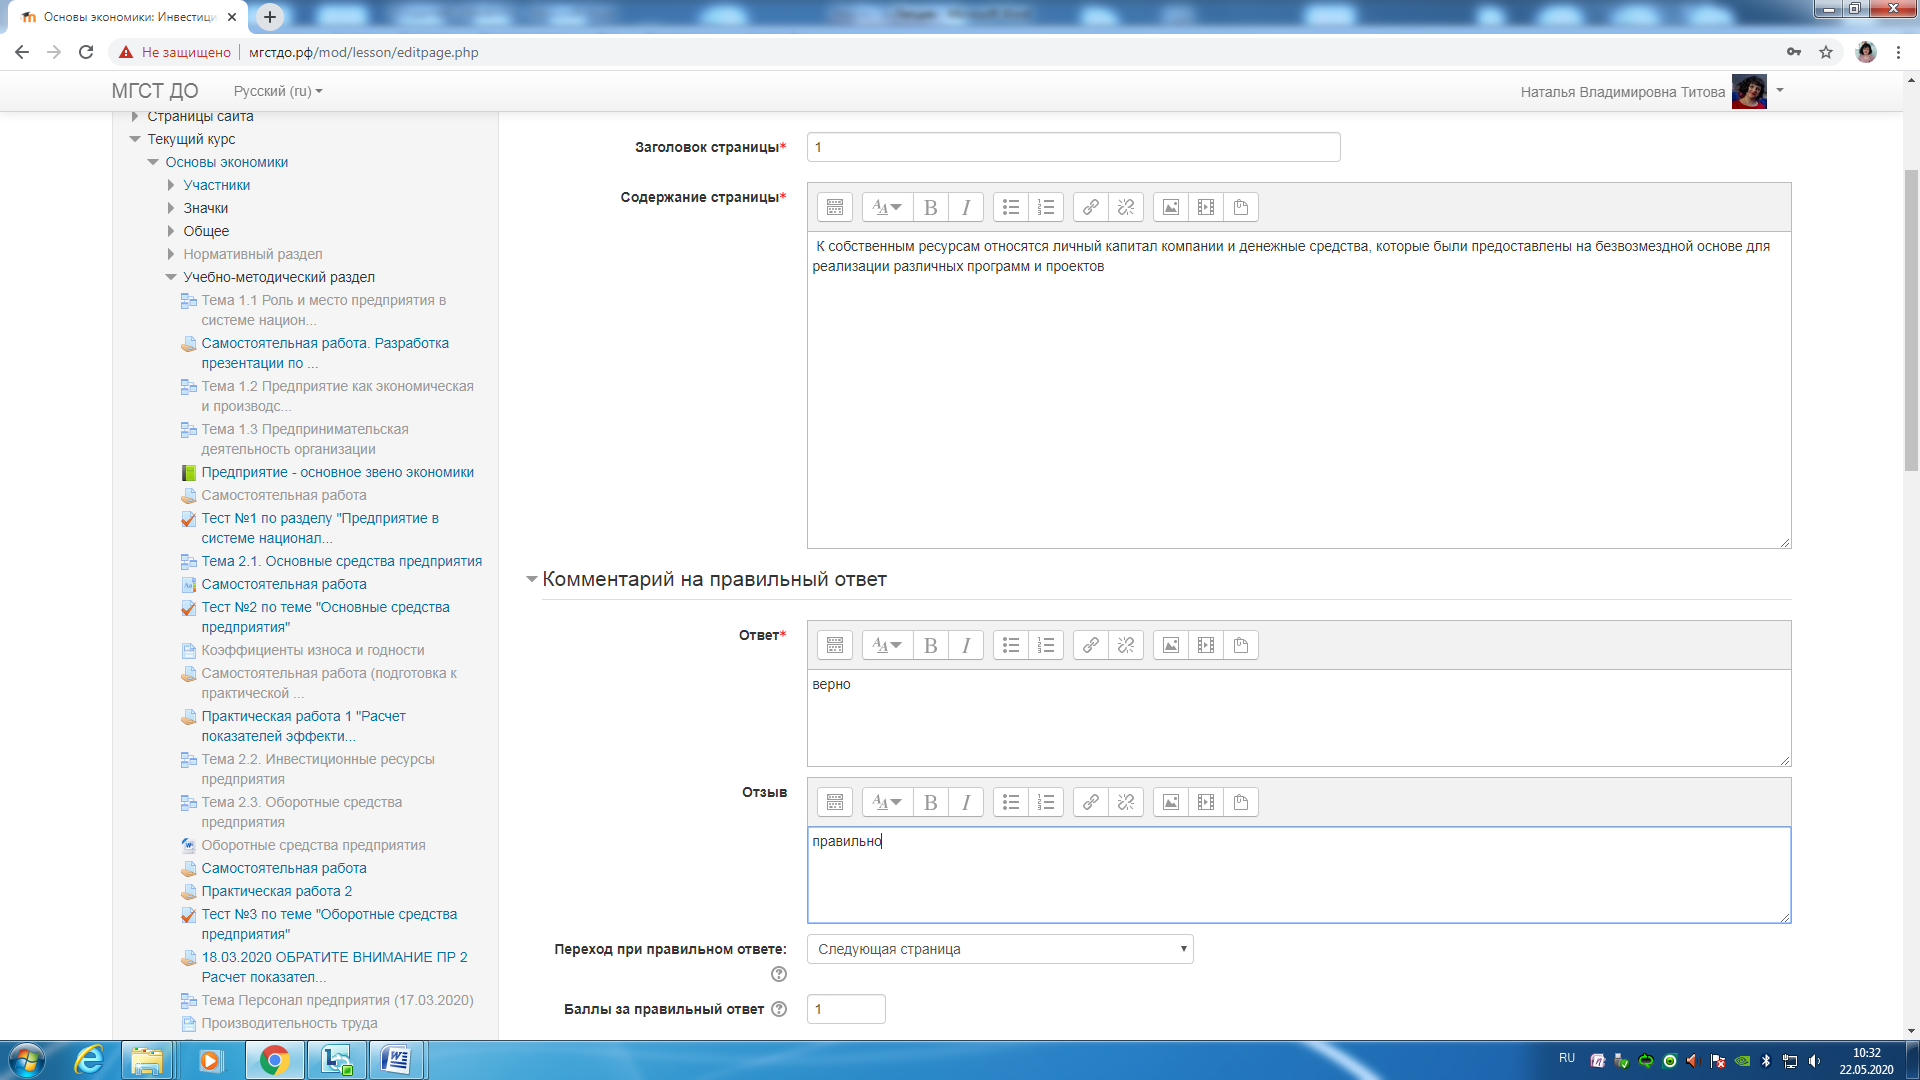 Основы экономики: Инвестици
Не защищено
мгстдо.рф/mod/lesson/editpage.php
МГСТ ДО
Русский (ru)
Наталья Владимировна Титова
Страницы сайта
Текущий курс
Основы экономики
Участники
Значки
Общее
Нормативный раздел
Учебно-методический раздел
Тема 1.1 Роль и место предприятия в
системе национ...
Самостоятельная работа. Разработка
презентации по ...
Тема 1.2 Предприятие как экономическая
и производс...
Тема 1.3 Предпринимательская
деятельность организации
Предприятие - основное звено экономики
Самостоятельная работа
Тест №1 по разделу "Предприятие в
системе национал...
Тема 2.1. Основные средства предприятия
Самостоятельная работа
Тест №2 по теме "Основные средства
предприятия"
Коэффициенты износа и годности
Самостоятельная работа (подготовка к
практической ...
Практическая работа 1 "Расчет
показателей эффекти...
Тема 2.2. Инвестиционные ресурсы
предприятия
Тема 2.3. Оборотные средства
предприятия
Оборотные средства предприятия
Самостоятельная работа
Практическая работа 2
Тест №3 по теме "Оборотные средства
предприятия"
18.03.2020 ОБРАТИТЕ ВНИМАНИЕ ПР 2
Расчет показател...
Тема Персонал предприятия (17.03.2020)
Производительность труда
Заголовок страницы*
1
Содержание страницы*
К собственным ресурсам относятся личный капитал компании и денежные средства, которые были предоставлены на безвозмездной основе для
реализации различных программ и проектов
Комментарий на правильный ответ
Ответ*
верно
Отзыв
правильно
Переход при правильном ответе:
Следующая страница
Баллы за правильный ответ
1
RU
10:32
22.05.2020